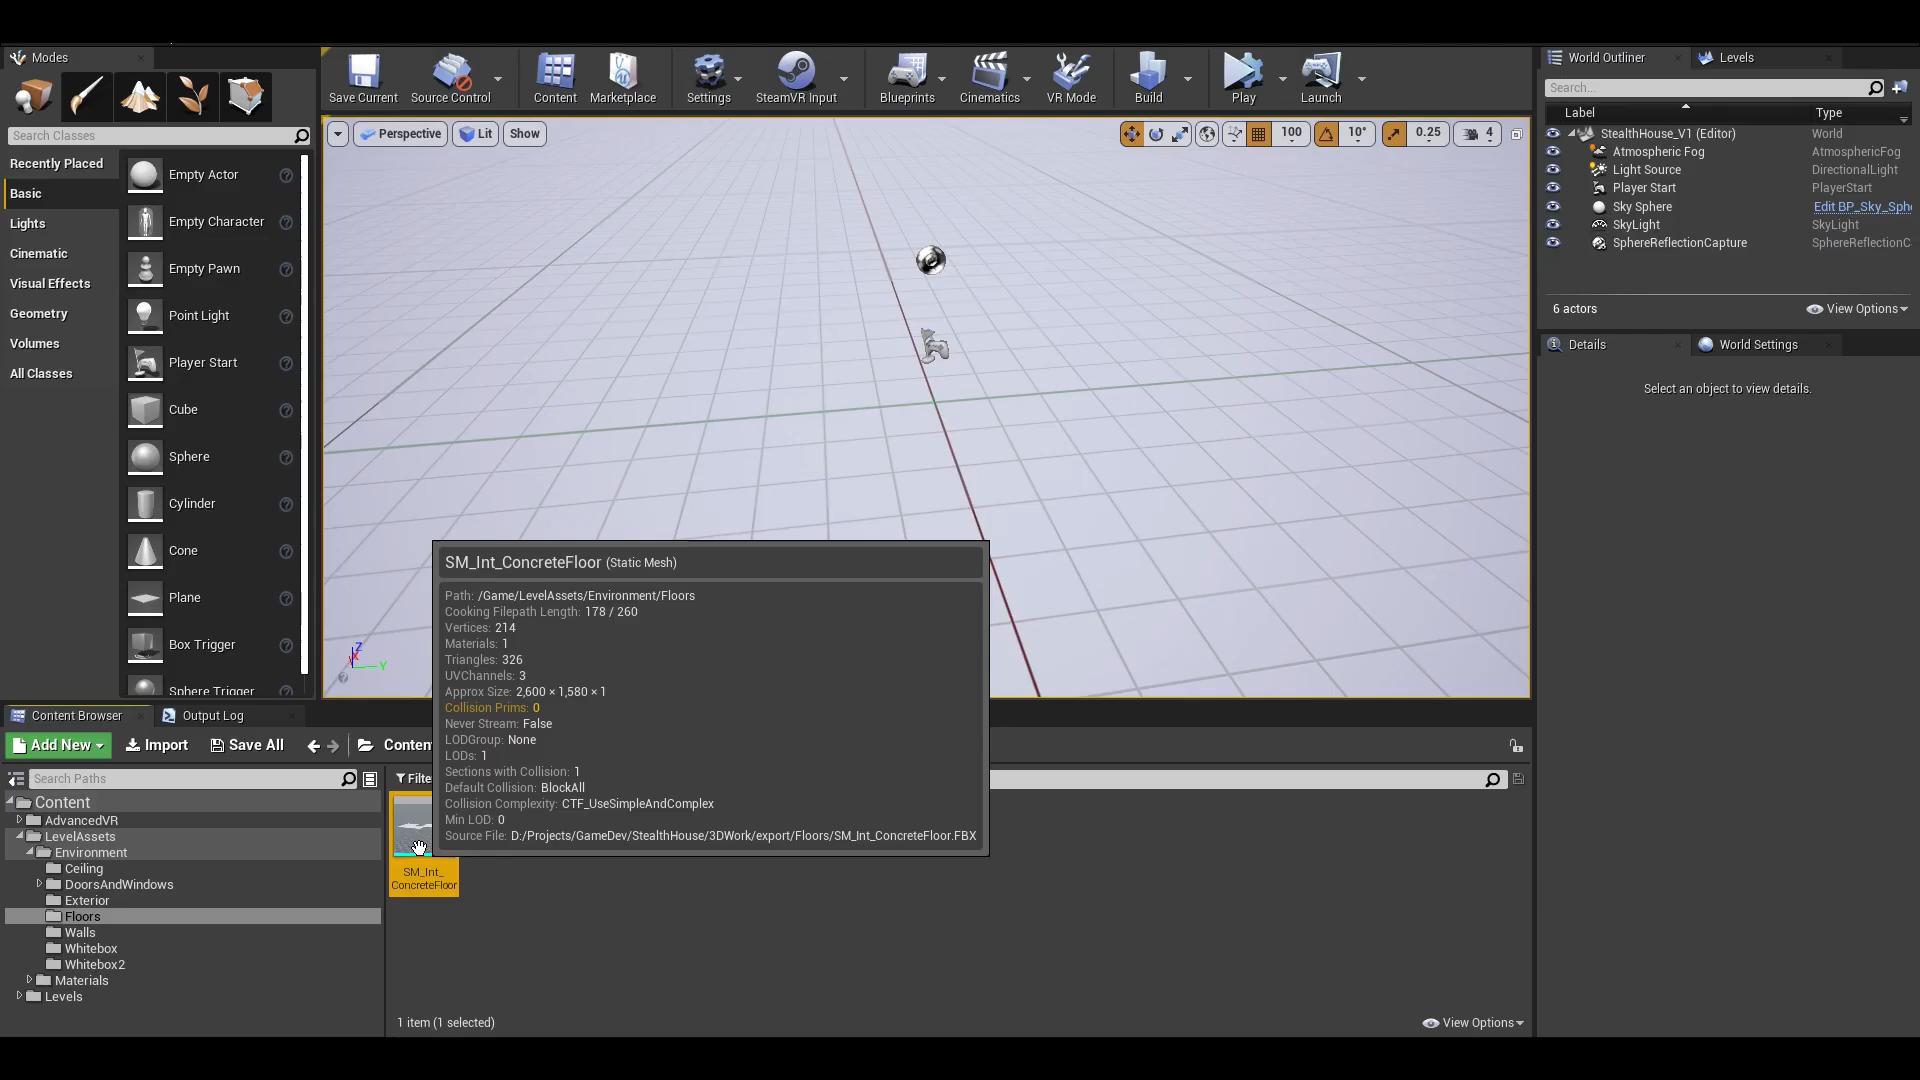 Modes
Save Current
Source Control
Content
Marketplace
Settings
SteamVR Input
Blueprints
Cinematics
VR Mode
Build
Play
Launch
World Outliner
Levels
Search Classes
Perspective
Lit
Show
100
10°
0.25
4
Search...
Label
Type
StealthHouse_V1 (Editor)
World
Atmospheric Fog
AtmosphericFog
Light Source
DirectionalLight
Player Start
PlayerStart
Sky Sphere
Edit BP_Sky_Sph
SkyLight
SkyLight
SphereReflectionCapture
SphereReflectionC
6 actors
View Options
Details
World Settings
Select an object to view details.
Recently Placed
Basic
Lights
Cinematic
Visual Effects
Geometry
Volumes
All Classes
Empty Actor
Empty Character
Empty Pawn
Point Light
Player Start
Cube
Sphere
Cylinder
Cone
Plane
Box Trigger
Sphere Trigger
Z
X
Y
SM_Int_ConcreteFloor (Static Mesh)
Path: /Game/LevelAssets/Environment/Floors
Cooking Filepath Length: 178 / 260
Vertices: 214
Materials: 1
Triangles: 326
UVChannels: 3
Approx Size: 2,600 × 1,580 × 1
Collision Prims: 0
Never Stream: False
LODGroup: None
LODs: 1
Sections with Collision: 1
Default Collision: BlockAll
Collision Complexity: CTF_UseSimpleAndComplex
Min LOD: 0
Source File: D:/Projects/GameDev/StealthHouse/3DWork/export/Floors/SM_Int_ConcreteFloor.FBX
Content Browser
Output Log
Add New
Import
Save All
Conten
Search Paths
Filte
Content
AdvancedVR
LevelAssets
Environment
Ceiling
DoorsAndWindows
Exterior
Floors
Walls
Whitebox
Whitebox2
Materials
Levels
SM_Int_
ConcreteFloor
1 item (1 selected)
View Options